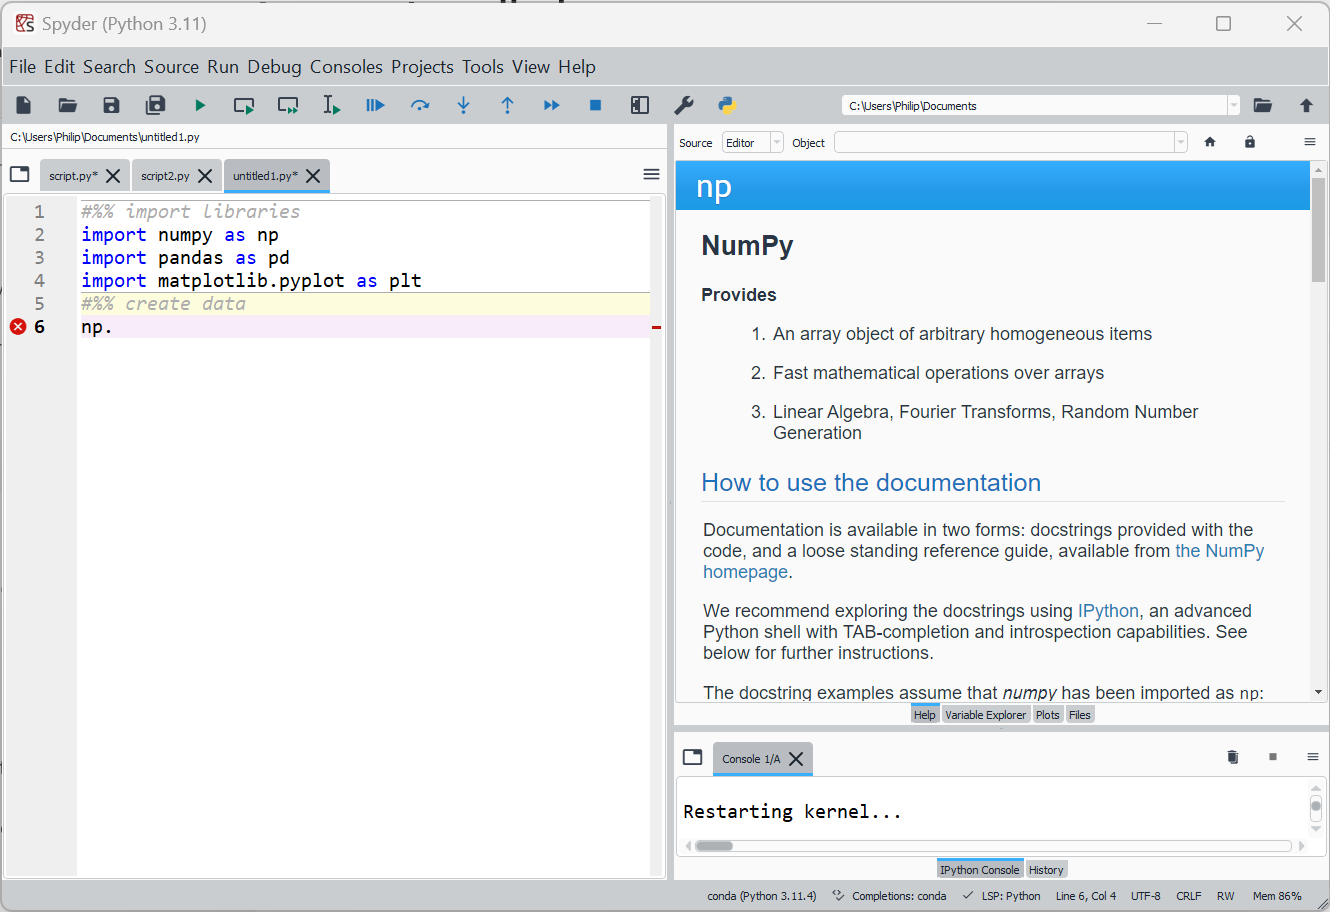 Spyder (Python 3.11)
File Edit Search Source Run Debug Consoles Projects Tools View Help
C:\Users\Philip\Documents
C:\Users\Philip\Documents\untitled1.py
script.py* script2.py untitled1.py*
1 #%% import libraries
2 import numpy as np
3 import pandas as pd
4 import matplotlib.pyplot as plt
5 #%% create data
6 np.
Source Editor Object
np
NumPy
Provides
1. An array object of arbitrary homogeneous items
2. Fast mathematical operations over arrays
3. Linear Algebra, Fourier Transforms, Random Number
Generation
How to use the documentation
Documentation is available in two forms: docstrings provided with the
code, and a loose standing reference guide, available from the NumPy
homepage.
We recommend exploring the docstrings using IPython, an advanced
Python shell with TAB-completion and introspection capabilities. See
below for further instructions.
The docstring examples assume that numpy has been imported as np:
Help Variable Explorer Plots Files
Console 1/A
Restarting kernel...
IPython Console History
conda (Python 3.11.4) Completions: conda LSP: Python Line 6, Col 4 UTF-8 CRLF RW Mem 86%